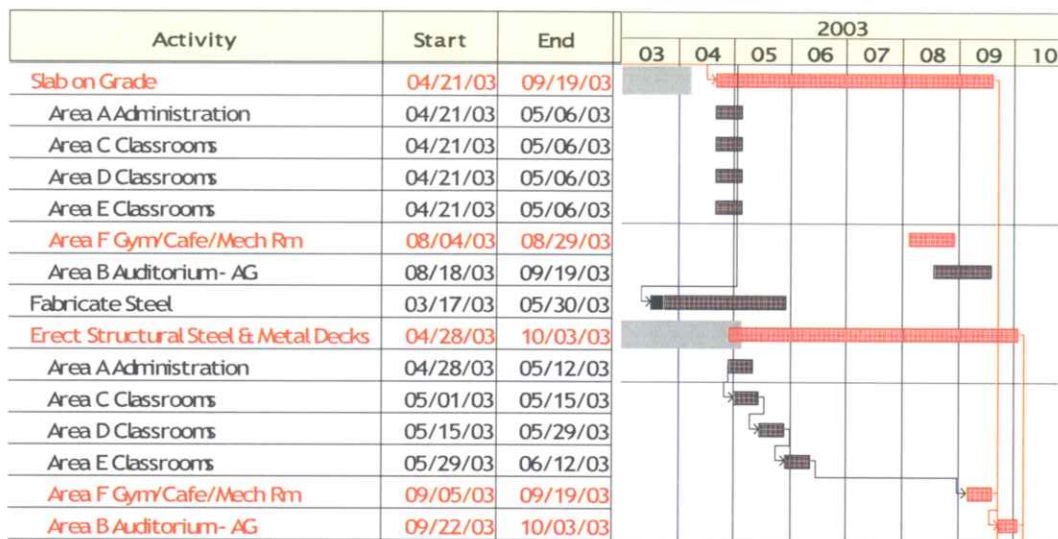 Activity Start End 2003
03 04 05 06 07 08 09 10
Slab on Grade 04/21/03 09/19/03
Area A Administration 04/21/03 05/06/03
Area C Classrooms 04/21/03 05/06/03
Area D Classrooms 04/21/03 05/06/03
Area E Classrooms 04/21/03 05/06/03
Area F Gym/Cafe/Mech Rm 08/04/03 08/29/03
Area B Auditorium - AG 08/18/03 09/19/03
Fabricate Steel 03/17/03 05/30/03
Erect Structural Steel & Metal Decks 04/28/03 10/03/03
Area A Administration 04/28/03 05/12/03
Area C Classrooms 05/01/03 05/15/03
Area D Classrooms 05/15/03 05/29/03
Area E Classrooms 05/29/03 06/12/03
Area F Gym/Cafe/Mech Rm 09/05/03 09/19/03
Area B Auditorium - AG 09/22/03 10/03/03